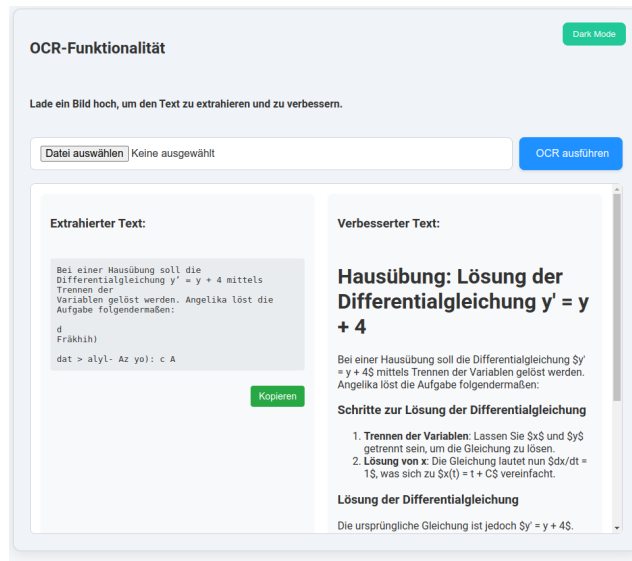 Dark Mode
OCR-Funktionalität
Lade ein Bild hoch, um den Text zu extrahieren und zu verbessern.
Datei auswählen Keine ausgewählt
OCR ausführen
Extrahierter Text:
Bei einer Hausübung soll die
Differentialgleichung y’ = y + 4 mittels
Trennen der
Variablen gelöst werden. Angelika löst die
Aufgabe folgendermaßen:
d
Fräkhih)
dat > alyl- Az yo): c A
Kopieren
Verbesserter Text:
Hausübung: Lösung der
Differentialgleichung y' = y
+ 4
Bei einer Hausübung soll die Differentialgleichung $y'
= y + 4$ mittels Trennen der Variablen gelöst werden.
Angelika löst die Aufgabe folgendermaßen:
Schritte zur Lösung der Differentialgleichung
1. Trennen der Variablen: Lassen Sie $x$ und $y$
getrennt sein, um die Gleichung zu lösen.
2. Lösung von x: Die Gleichung lautet nun $dx/dt =
1$, was sich zu $x(t) = t + C$ vereinfacht.
Lösung der Differentialgleichung
Die ursprüngliche Gleichung ist jedoch $y' = y + 4$.